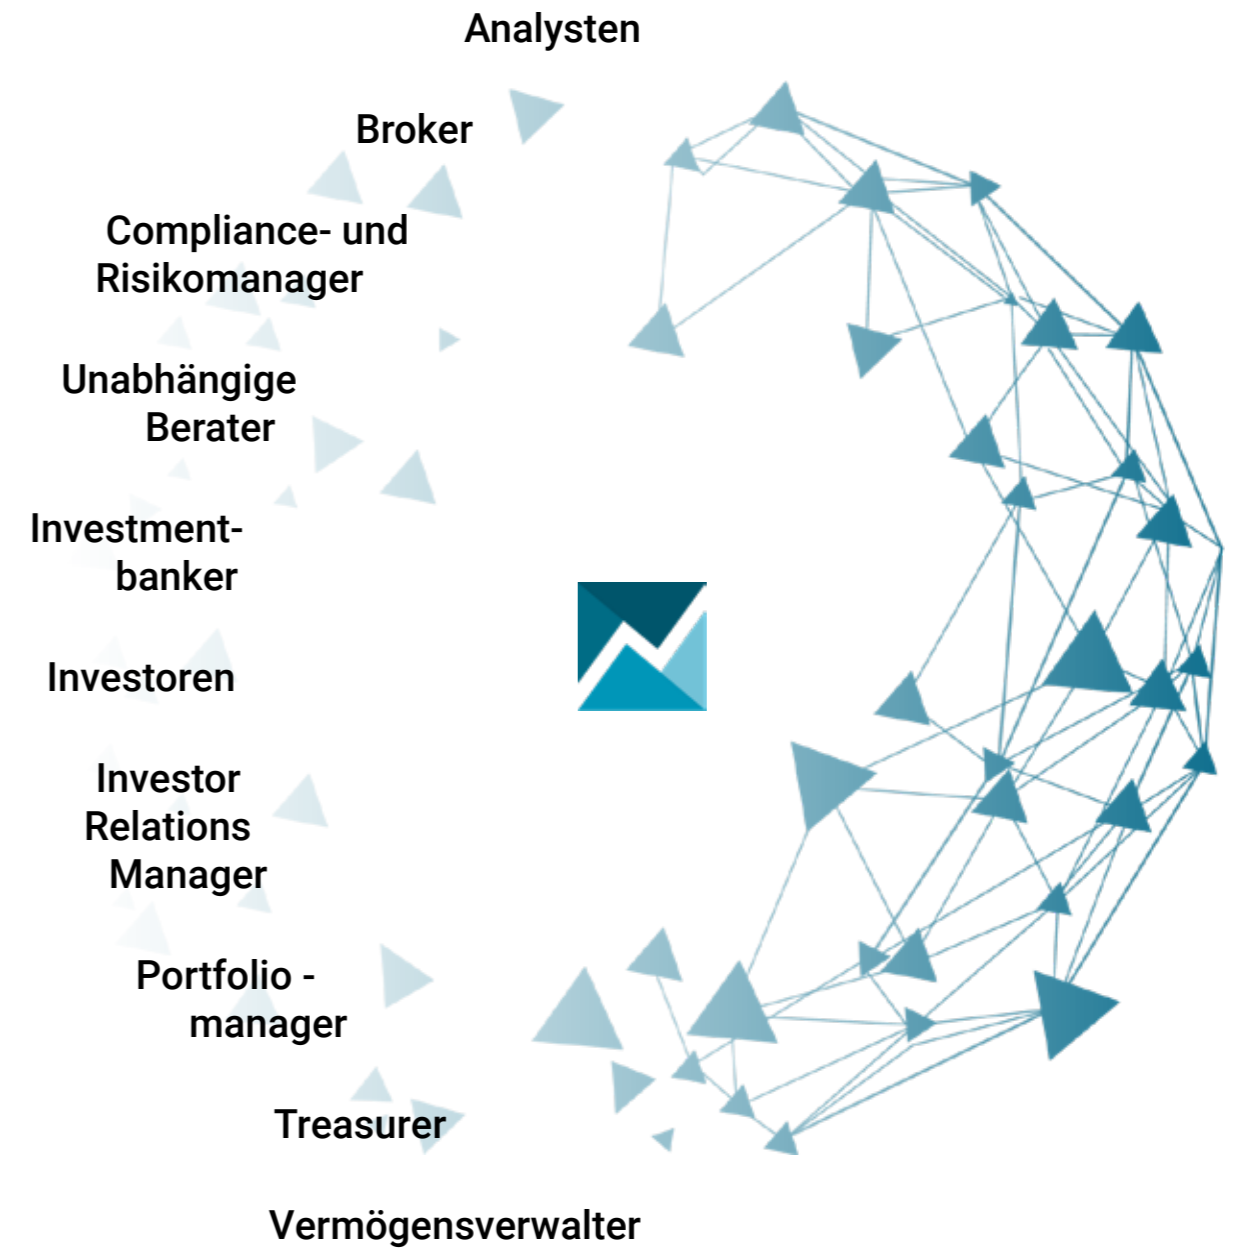 Analysten
Broker
Compliance- und
Risikomanager
Unabhängige
Berater
Investment-
banker
Investoren
Investor
Relations
Manager
Portfolio -
manager
Treasurer
Vermögensverwalter